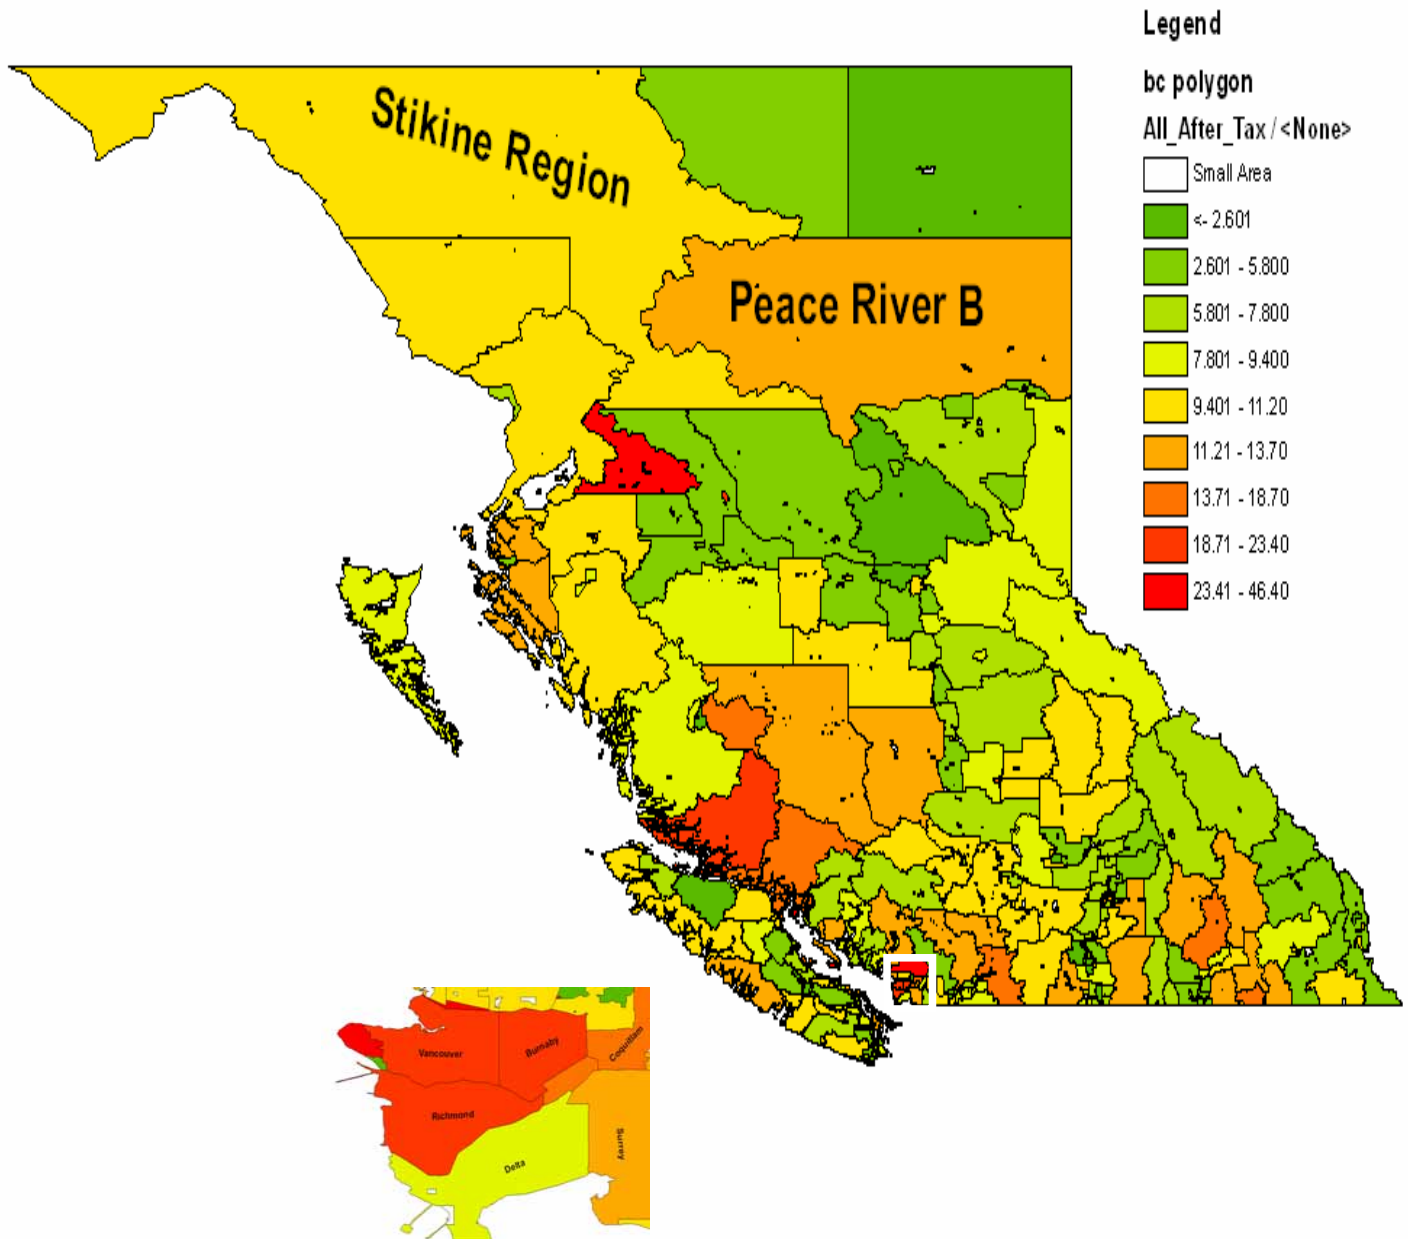 Legend
bc polygon
All_After_Tax / <None>
Small Area
<- 2.601
2.601 - 5.800
5.801 - 7.800
7.801 - 9.400
9.401 - 11.20
11.21 - 13.70
13.71 - 18.70
18.71 - 23.40
23.41 - 46.40
Stikine Region
Peace River B
Vancouver
Burnaby
Coquitlam
Richmond
Surrey
Delta